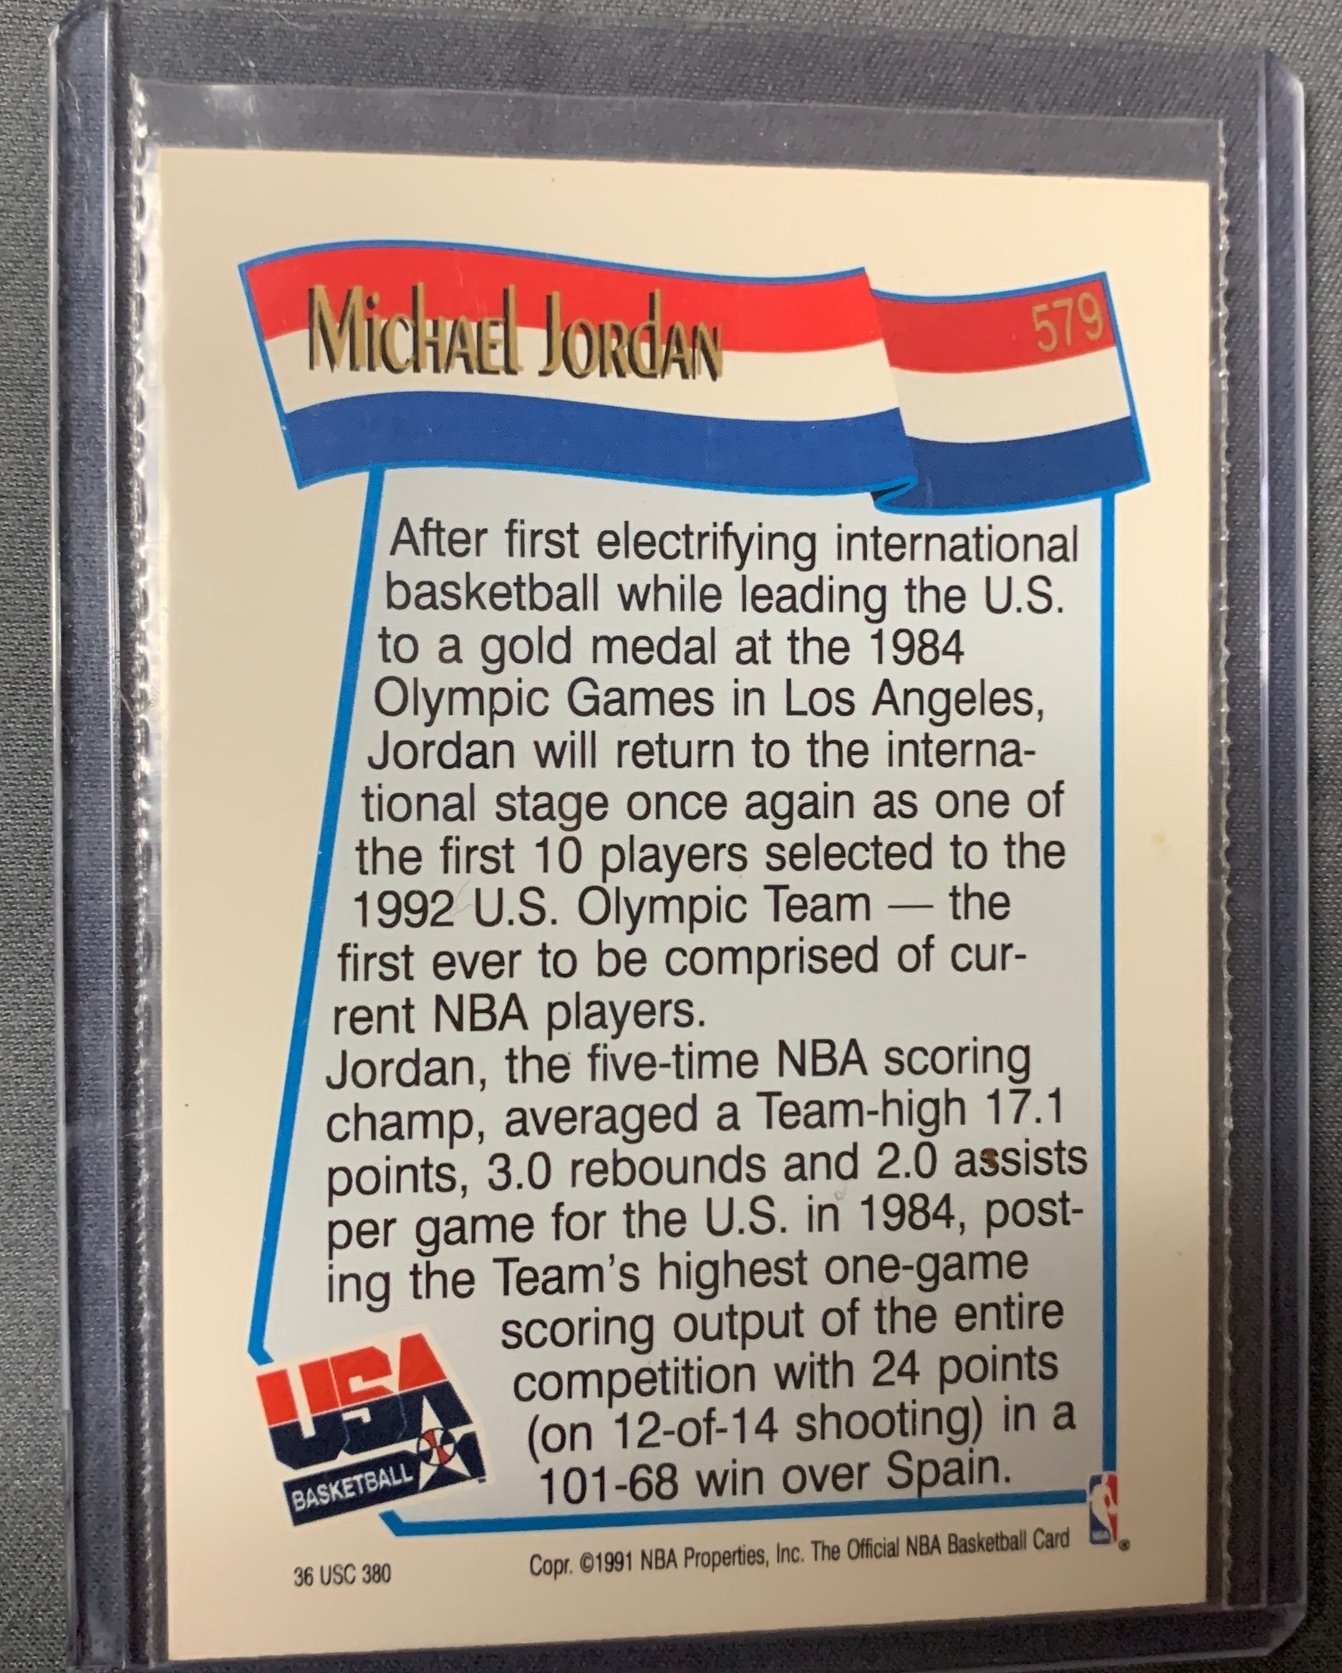 Michael Jordan
579
After first electrifying international
basketball while leading the U.S.
to a gold medal at the 1984
Olympic Games in Los Angeles,
Jordan will return to the interna-
tional stage once again as one of
the first 10 players selected to the
1992 U.S. Olympic Team — the
first ever to be comprised of cur-
rent NBA players.
Jordan, the five-time NBA scoring
champ, averaged a Team-high 17.1
points, 3.0 rebounds and 2.0 assists
per game for the U.S. in 1984, post-
ing the Team's highest one-game
scoring output of the entire
competition with 24 points
(on 12-of-14 shooting) in a
101-68 win over Spain.
USA
BASKETBALL
NBA
®
36 USC 380
Copr. ©1991 NBA Properties, Inc. The Official NBA Basketball Card